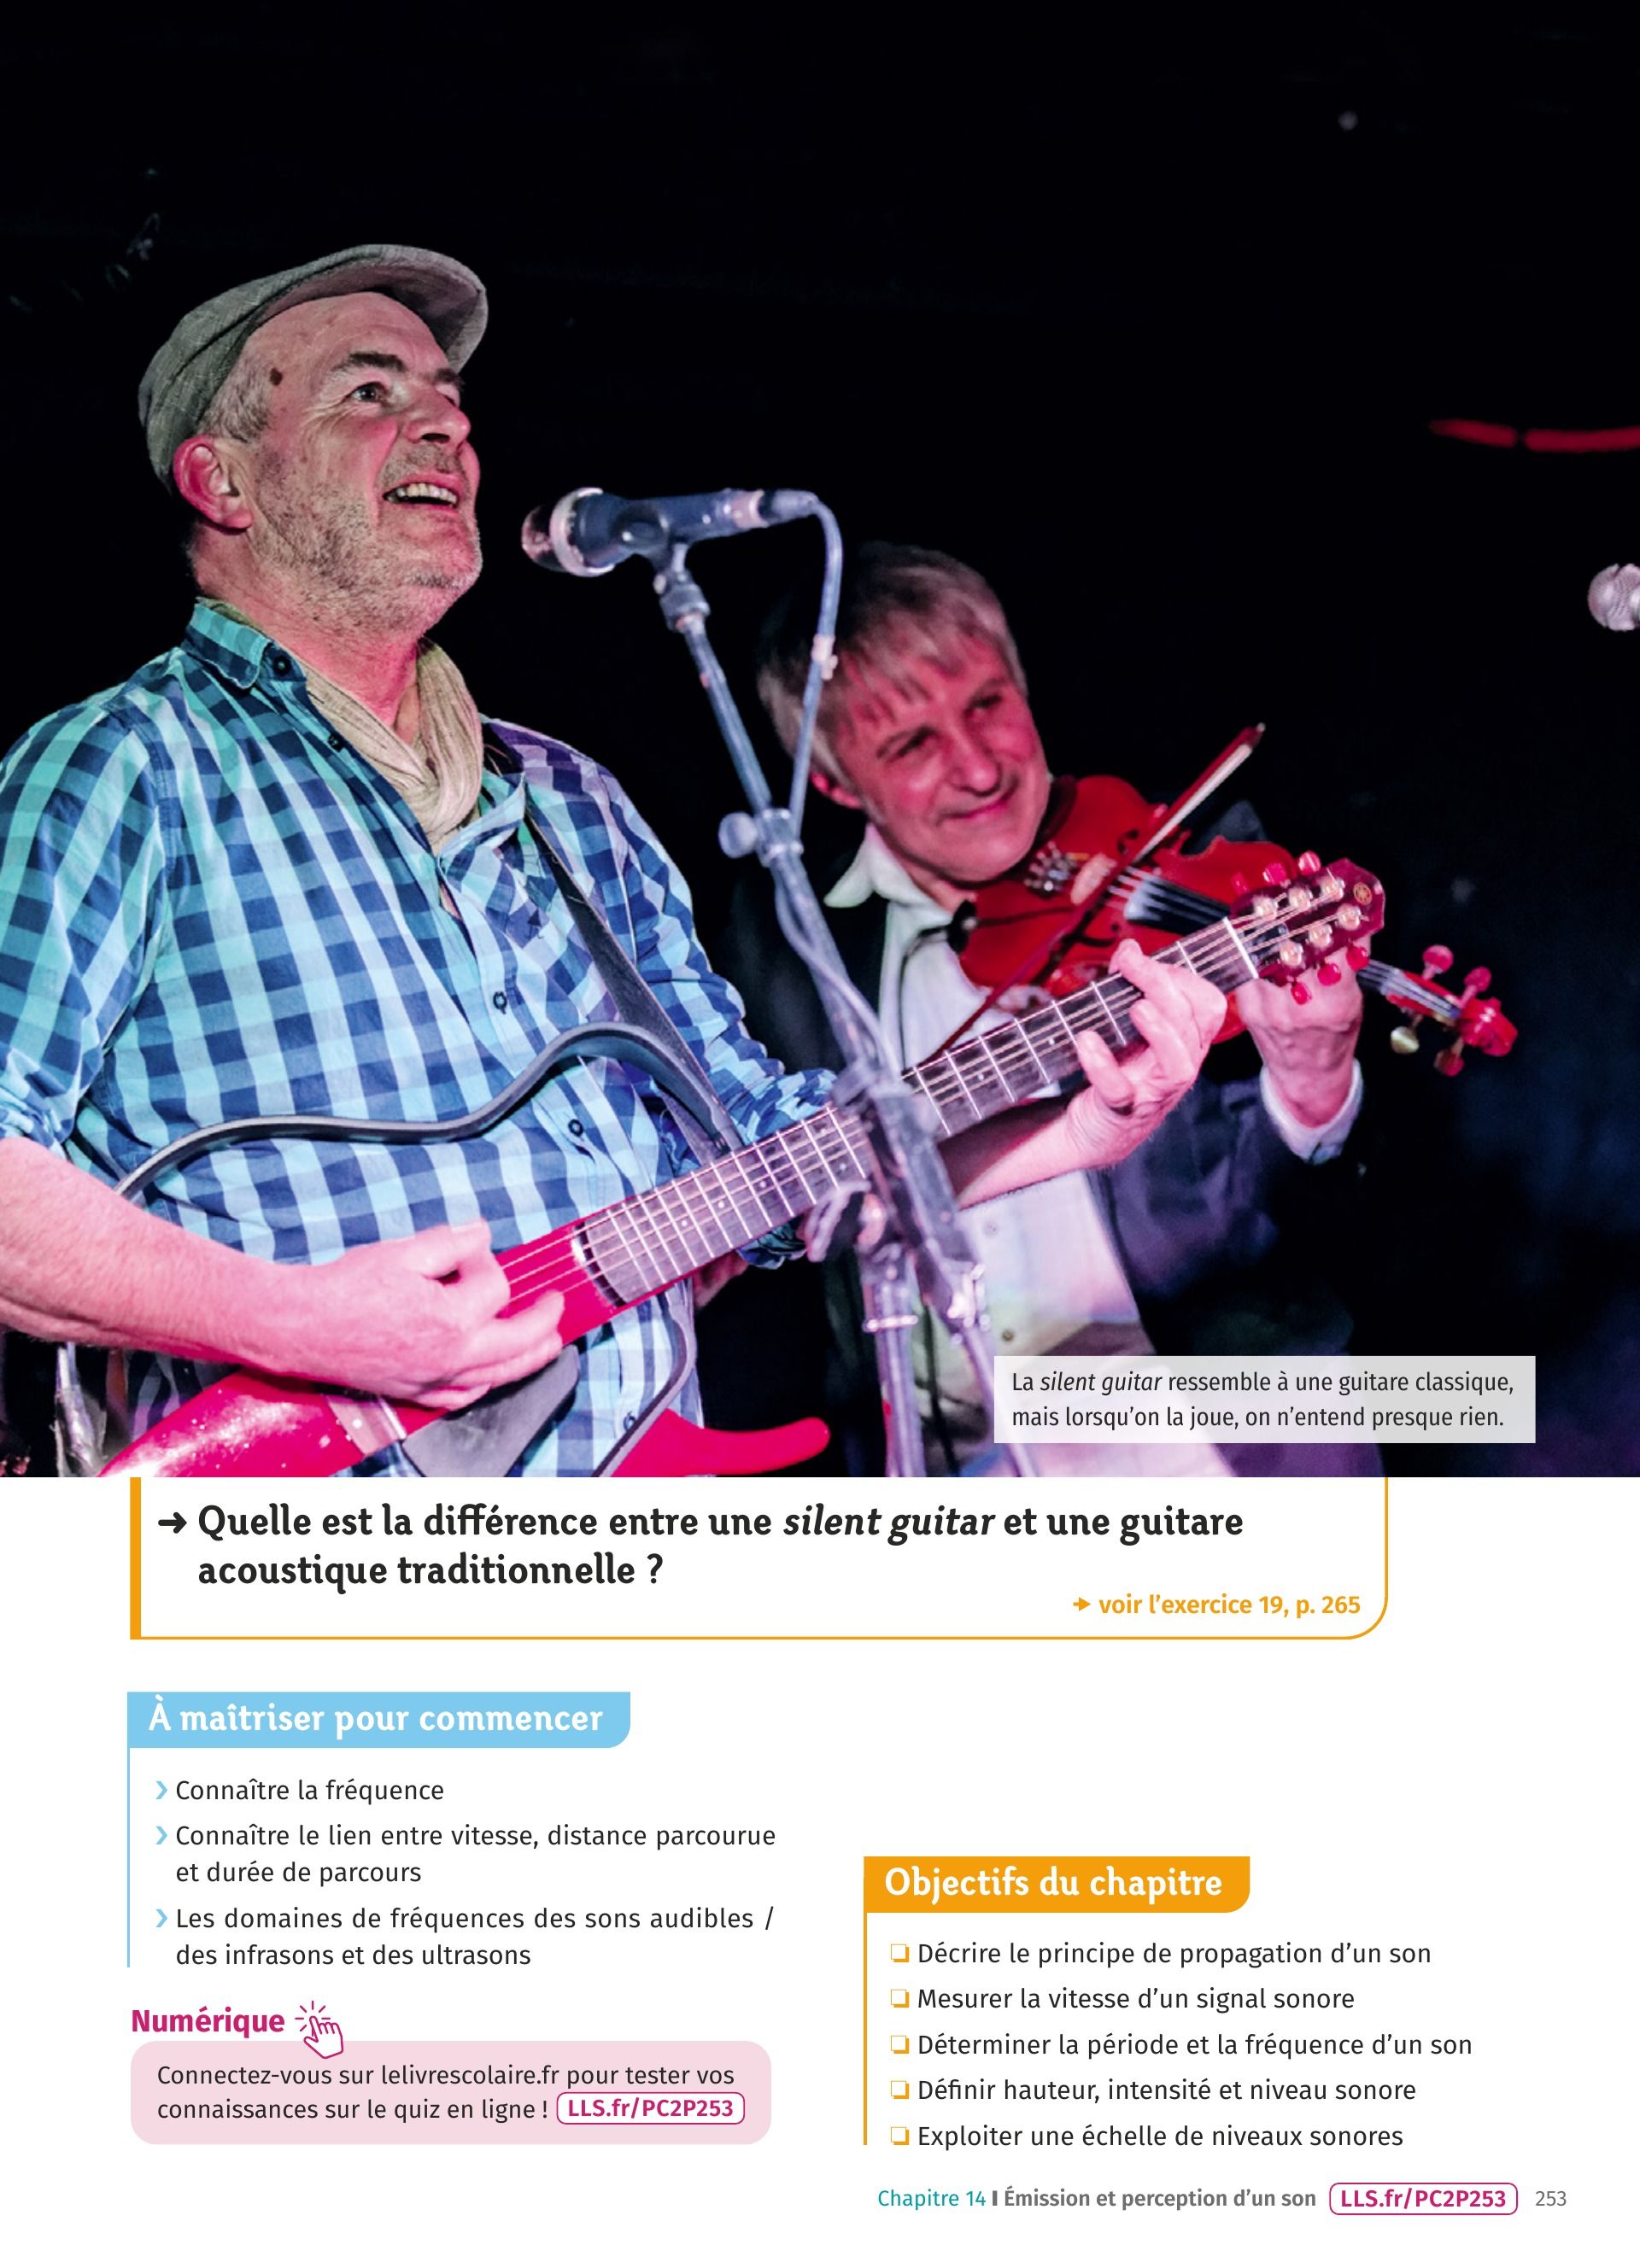 La silent guitar ressemble à une guitare classique,
mais lorsqu'on la joue, on n'entend presque rien.
➜ Quelle est la différence entre une silent guitar et une guitare
acoustique traditionnelle ?
➜ voir l'exercice 19, p. 265
À maîtriser pour commencer
› Connaître la fréquence
› Connaître le lien entre vitesse, distance parcourue
et durée de parcours
› Les domaines de fréquences des sons audibles /
des infrasons et des ultrasons
Numérique
Connectez-vous sur lelivrescolaire.fr pour tester vos
connaissances sur le quiz en ligne ! LLS.fr/PC2P253
Objectifs du chapitre
❏ Décrire le principe de propagation d'un son
❏ Mesurer la vitesse d'un signal sonore
❏ Déterminer la période et la fréquence d'un son
❏ Définir hauteur, intensité et niveau sonore
❏ Exploiter une échelle de niveaux sonores
Chapitre 14 I Émission et perception d'un son LLS.fr/PC2P253 253